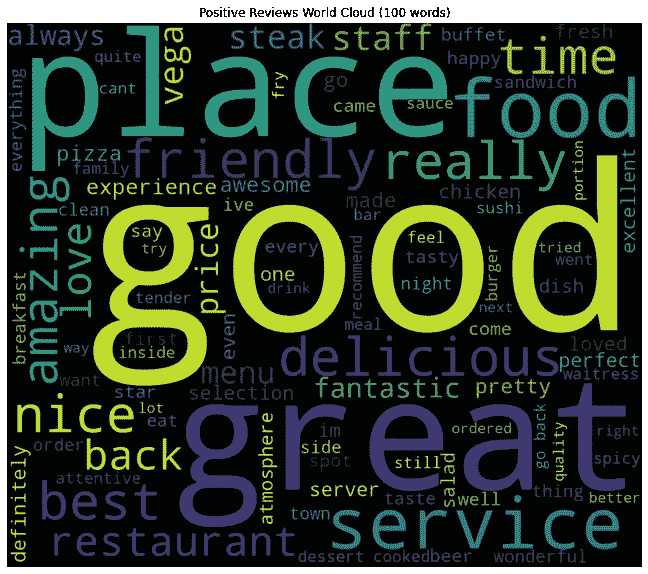 Positive Reviews World Cloud (100 words)
always
steak
staff
buffet
fresh
quite
vega
place
happy
time
cant
fry
go
sandwich
everything
came
sauce
food
pizza
friendly
really
portion
family
experience
awesome
made
chicken
excellent
clean
ive
bar
sushi
amazing
love
say
try
price
good
every
feel
tried
went
tasty
one
recommend
burger
night
dish
drink
tender
next
breakfast
first
even
meal
come
way
inside
delicious
loved
perfect
want
menu
waitress
star
selection
fantastic
pretty
nice
lot
eat
great
order
back
atmosphere
im
side
still
ordered
go back
right
definitely
spot
salad
quality
spicy
attentive
server
well
taste
thing
better
best
town
service
restaurant
dessert
cooked
beer
wonderful